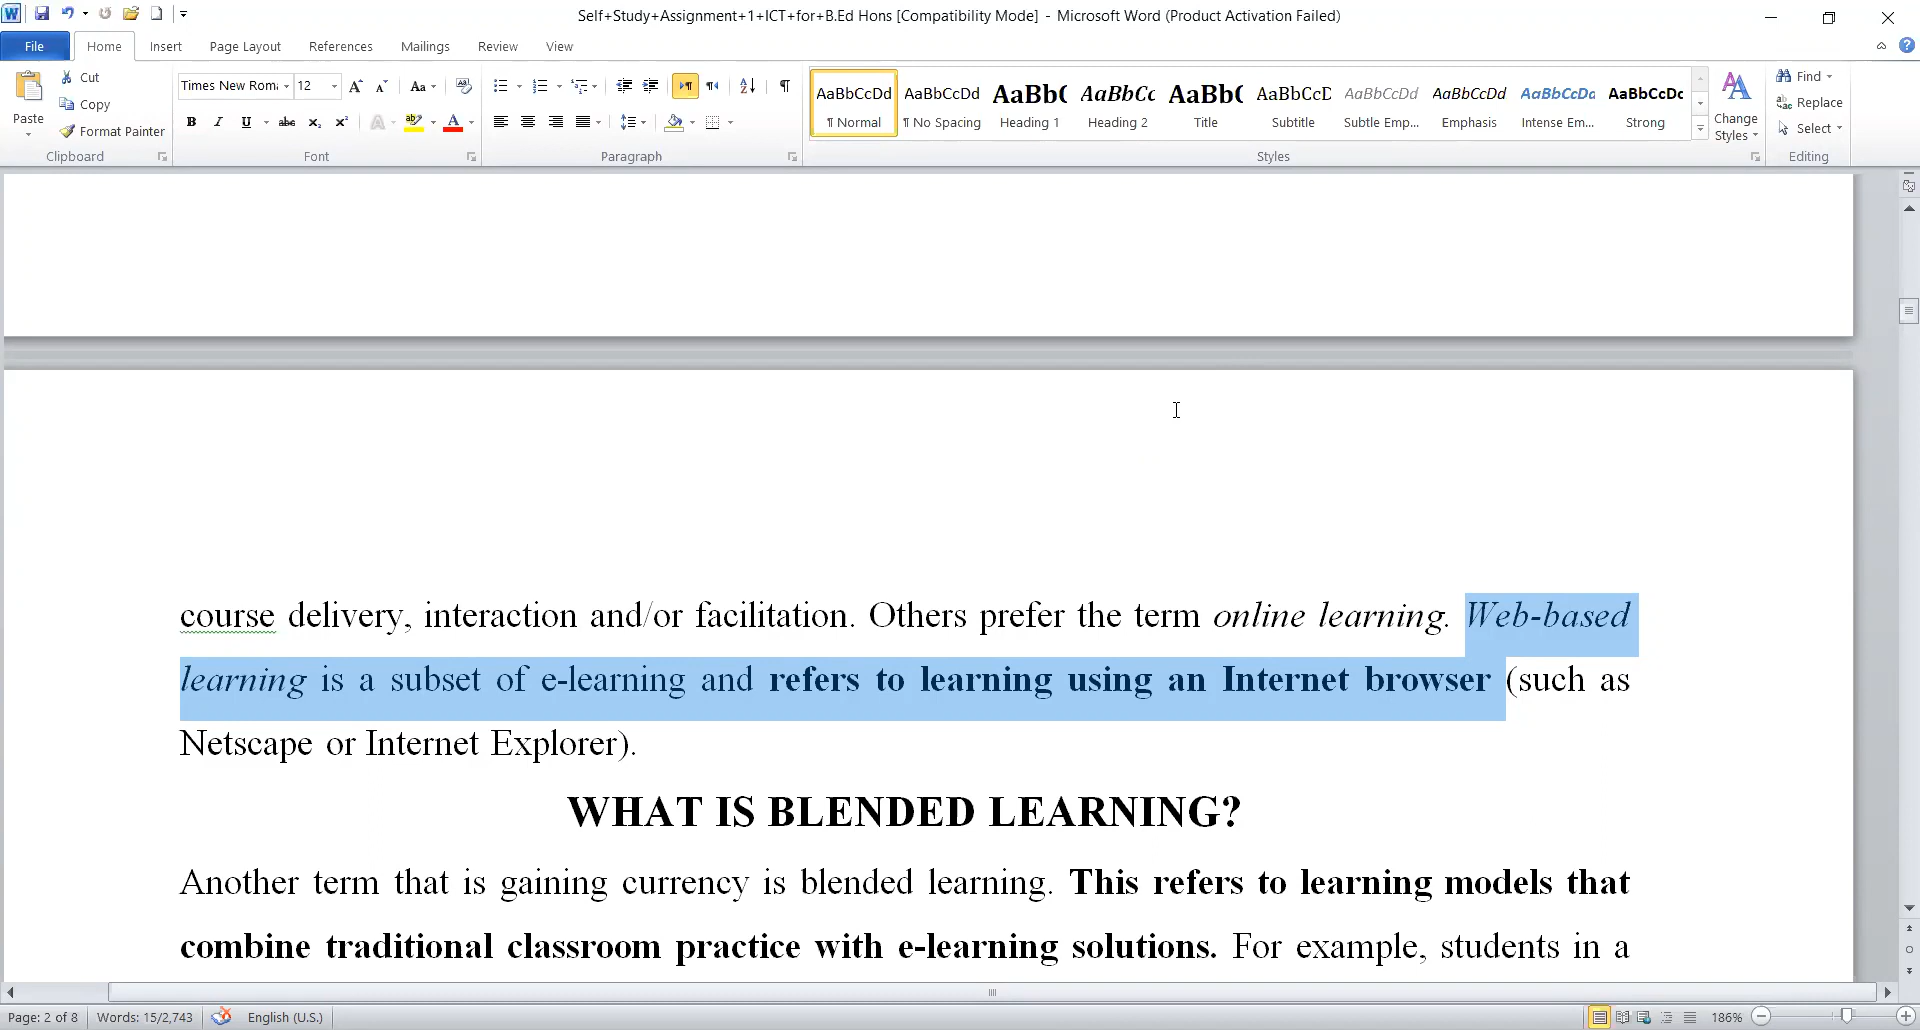 Self+Study+Assignment+1+ICT+for+B.Ed Hons [Compatibility Mode] - Microsoft Word (Product Activation Failed)
File Home Insert Page Layout References Mailings Review View
Paste
Cut
Copy
Format Painter
Clipboard
Times New Rom 12
Aa
B I U abc x₂ x² A ab A
Font
Paragraph
AaBbCcDd AaBbCcDd AaBb( AaBbCc AaBb( AaBbCcD AaBbCcDd AaBbCcDd AaBbCcDd AaBbCcDc
¶ Normal ¶ No Spacing Heading 1 Heading 2 Title Subtitle Subtle Emp... Emphasis Intense Em... Strong
Styles
Change
Styles
Find
Replace
Select
Editing
course delivery, interaction and/or facilitation. Others prefer the term online learning. Web-based
learning is a subset of e-learning and refers to learning using an Internet browser (such as
Netscape or Internet Explorer).
WHAT IS BLENDED LEARNING?
Another term that is gaining currency is blended learning. This refers to learning models that
combine traditional classroom practice with e-learning solutions. For example, students in a
Page: 2 of 8 Words: 15/2,743 English (U.S.) 186%